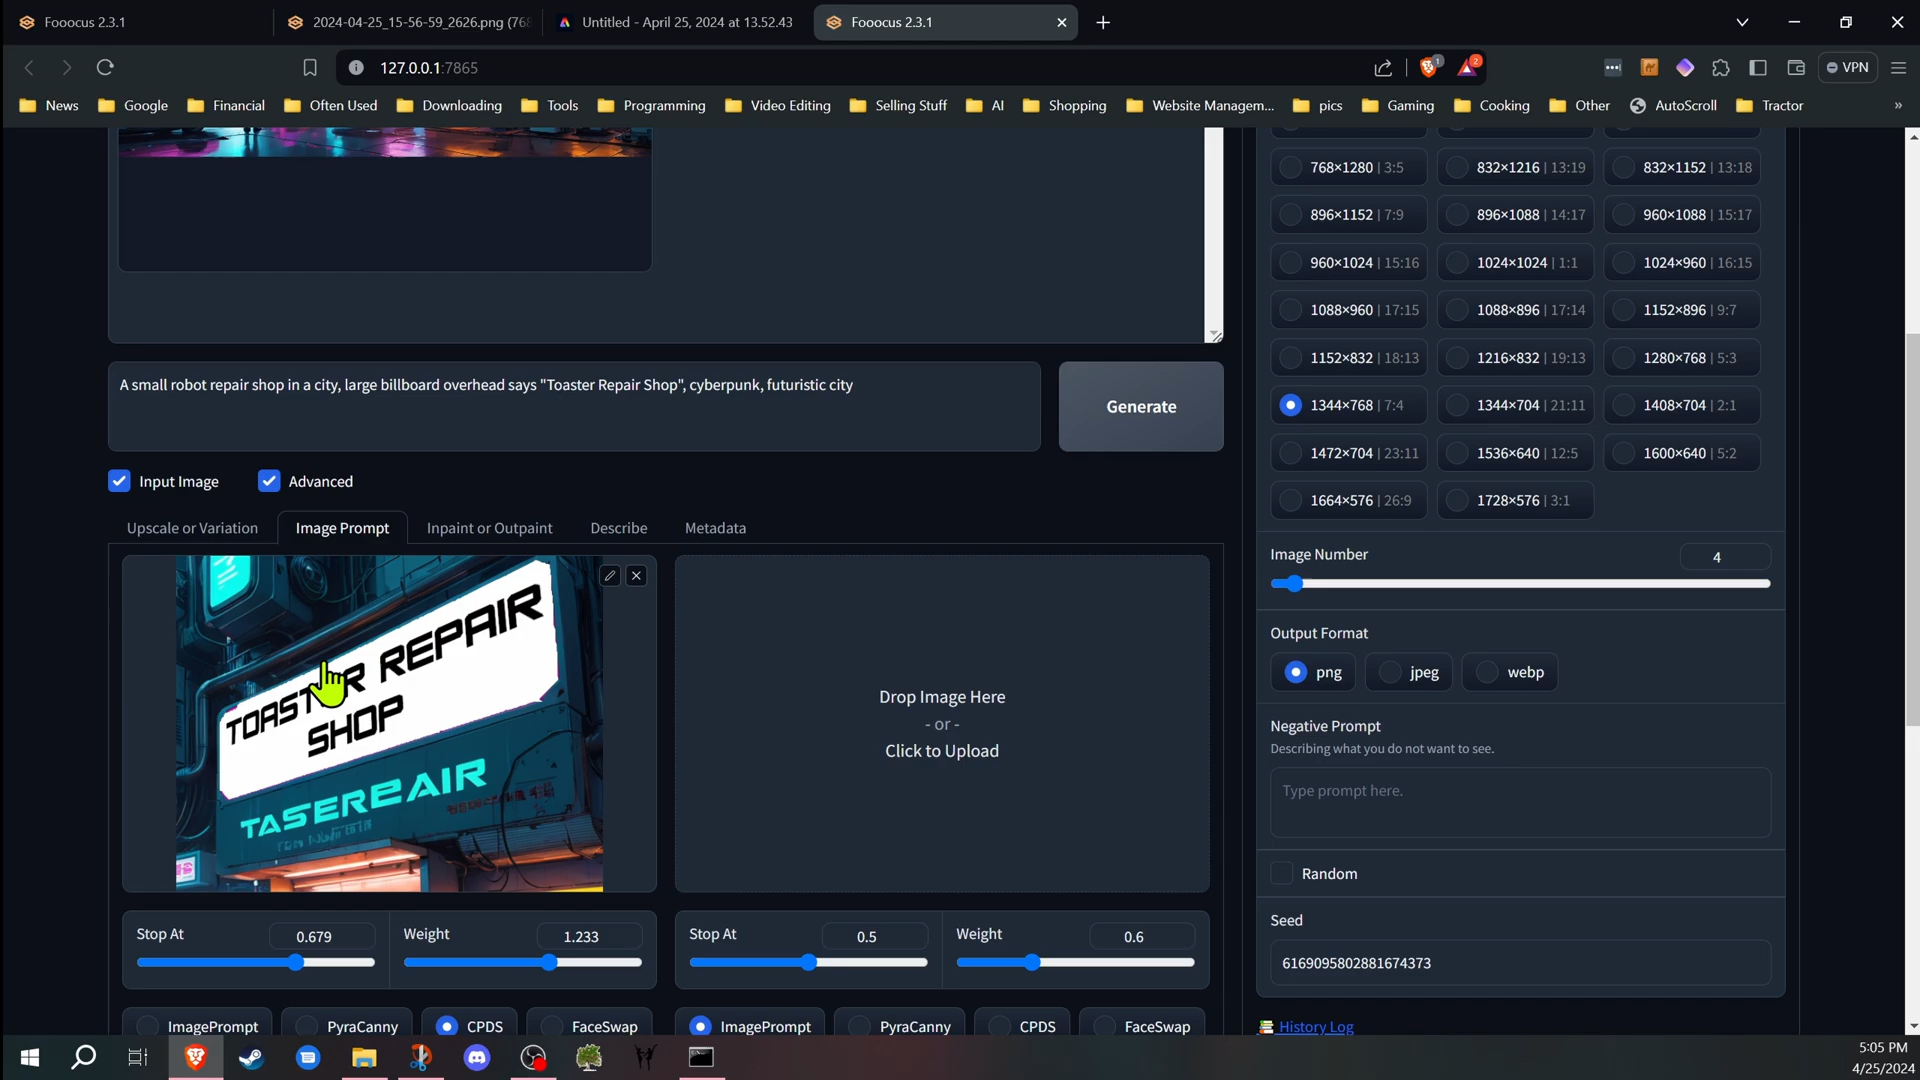 Fooocus 2.3.1
2024-04-25_15-56-59_2626.png (768
Untitled - April 25, 2024 at 13.52.43
Fooocus 2.3.1
127.0.0.1:7865
1
2
VPN
News
Google
Financial
Often Used
Downloading
Tools
Programming
Video Editing
Selling Stuff
AI
Shopping
Website Managem...
pics
Gaming
Cooking
Other
AutoScroll
Tractor
»
768×1280 | 3:5
832×1216 | 13:19
832×1152 | 13:18
896×1152 | 7:9
896×1088 | 14:17
960×1088 | 15:17
960×1024 | 15:16
1024×1024 | 1:1
1024×960 | 16:15
1088×960 | 17:15
1088×896 | 17:14
1152×896 | 9:7
1152×832 | 18:13
1216×832 | 19:13
1280×768 | 5:3
1344×768 | 7:4
1344×704 | 21:11
1408×704 | 2:1
1472×704 | 23:11
1536×640 | 12:5
1600×640 | 5:2
1664×576 | 26:9
1728×576 | 3:1
A small robot repair shop in a city, large billboard overhead says "Toaster Repair Shop", cyberpunk, futuristic city
Generate
Input Image
Advanced
Upscale or Variation
Image Prompt
Inpaint or Outpaint
Describe
Metadata
TOASTER REPAIR
SHOP
Drop Image Here
- or -
Click to Upload
Stop At
0.679
Weight
1.233
Stop At
0.5
Weight
0.6
ImagePrompt
PyraCanny
CPDS
FaceSwap
ImagePrompt
PyraCanny
CPDS
FaceSwap
Image Number
4
Output Format
png
jpeg
webp
Negative Prompt
Describing what you do not want to see.
Type prompt here.
Random
Seed
6169095802881674373
History Log
5:05 PM
4/25/2024